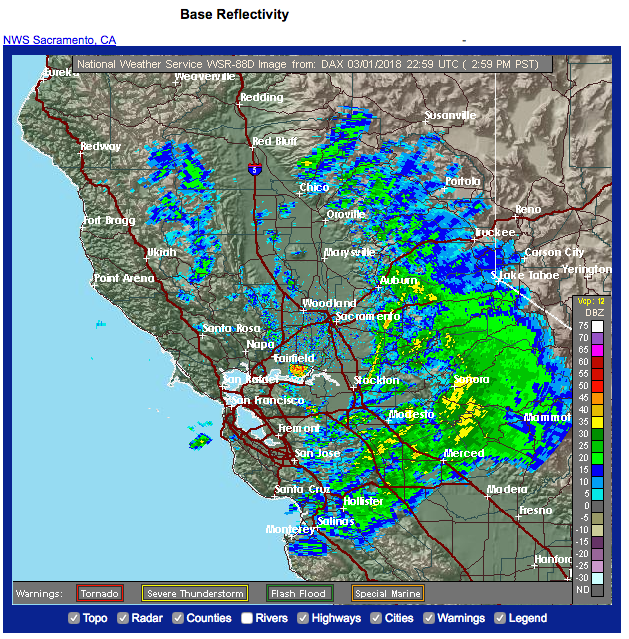 Base Reflectivity
NWS Sacramento, CA
-
National Weather Service WSR-88D Image from: DAX 03/01/2018 22:59 UTC ( 2:59 PM PST)
Eureka
Weaverville
Redding
Susanville
Redway
Red Bluff
5
Portola
Chico
Oroville
Reno
Fort Bragg
Truckee
Ukiah
Marysville
Carson City
Point Arena
Auburn
S Lake Tahoe
Yerington
Woodland
Sacramento
Santa Rosa
Napa
Fairfield
San Rafael
Stockton
Sonora
San Francisco
Modesto
Mammot
Fremont
San Jose
Merced
Santa Cruz
Madera
Hollister
Fresno
Salinas
Monterey
Hanford
Vcp: 12
DBZ
75
70
65
60
55
50
45
40
35
30
25
20
15
10
5
0
-5
-10
-15
-20
-25
-30
ND
Warnings: Tornado Severe Thunderstorm Flash Flood Special Marine
Topo Radar Counties Rivers Highways Cities Warnings Legend